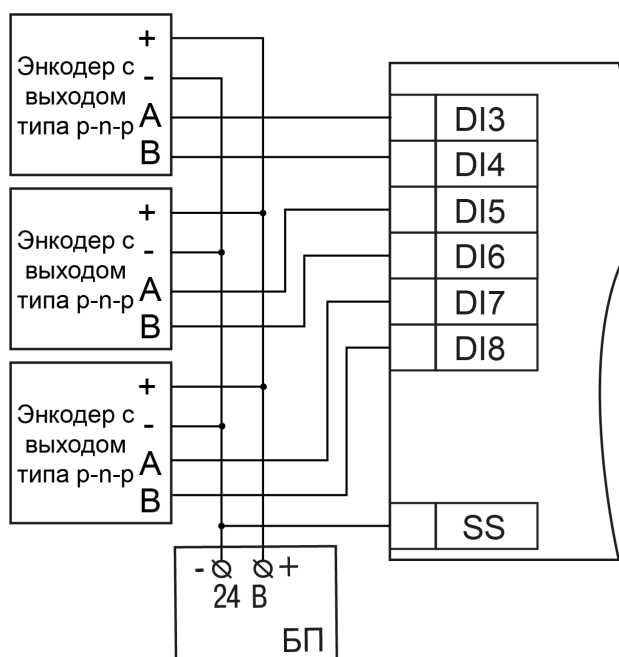 Энкодер с
выходом
типа p-n-p
+
-
A
B
Энкодер с
выходом
типа p-n-p
+
-
A
B
Энкодер с
выходом
типа p-n-p
+
-
A
B
DI3
DI4
DI5
DI6
DI7
DI8
SS
- +
24 В
БП